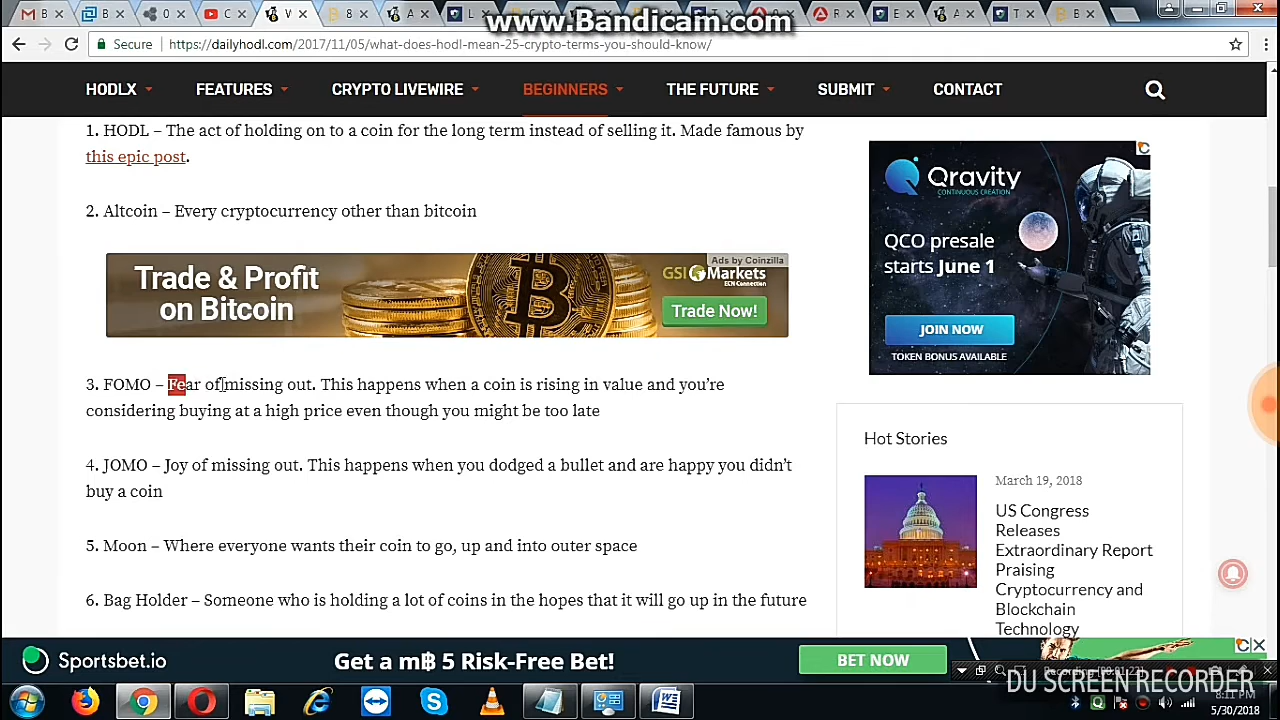 www.Bandicam.com
Secure
https://dailyhodl.com/2017/11/05/what-does-hodl-mean-25-crypto-terms-you-should-know/
HODLX
FEATURES
CRYPTO LIVEWIRE
BEGINNERS
THE FUTURE
SUBMIT
CONTACT
1. HODL – The act of holding on to a coin for the long term instead of selling it. Made famous by
this epic post.
2. Altcoin – Every cryptocurrency other than bitcoin
Ads by Coinzilla
Trade & Profit
on Bitcoin
GSI Markets
ECN Connection
Trade Now!
3. FOMO – Fear of missing out. This happens when a coin is rising in value and you're
considering buying at a high price even though you might be too late
4. JOMO – Joy of missing out. This happens when you dodged a bullet and are happy you didn't
buy a coin
5. Moon – Where everyone wants their coin to go, up and into outer space
6. Bag Holder – Someone who is holding a lot of coins in the hopes that it will go up in the future
Qravity
CONTINUOUS CREATION
QCO presale
starts June 1
JOIN NOW
TOKEN BONUS AVAILABLE
Hot Stories
March 19, 2018
US Congress
Releases
Extraordinary Report
Praising
Cryptocurrency and
Blockchain
Technology
Sportsbet.io
Get a m₿ 5 Risk-Free Bet!
BET NOW
DU SCREEN RECORDER
8:11 PM
5/30/2018